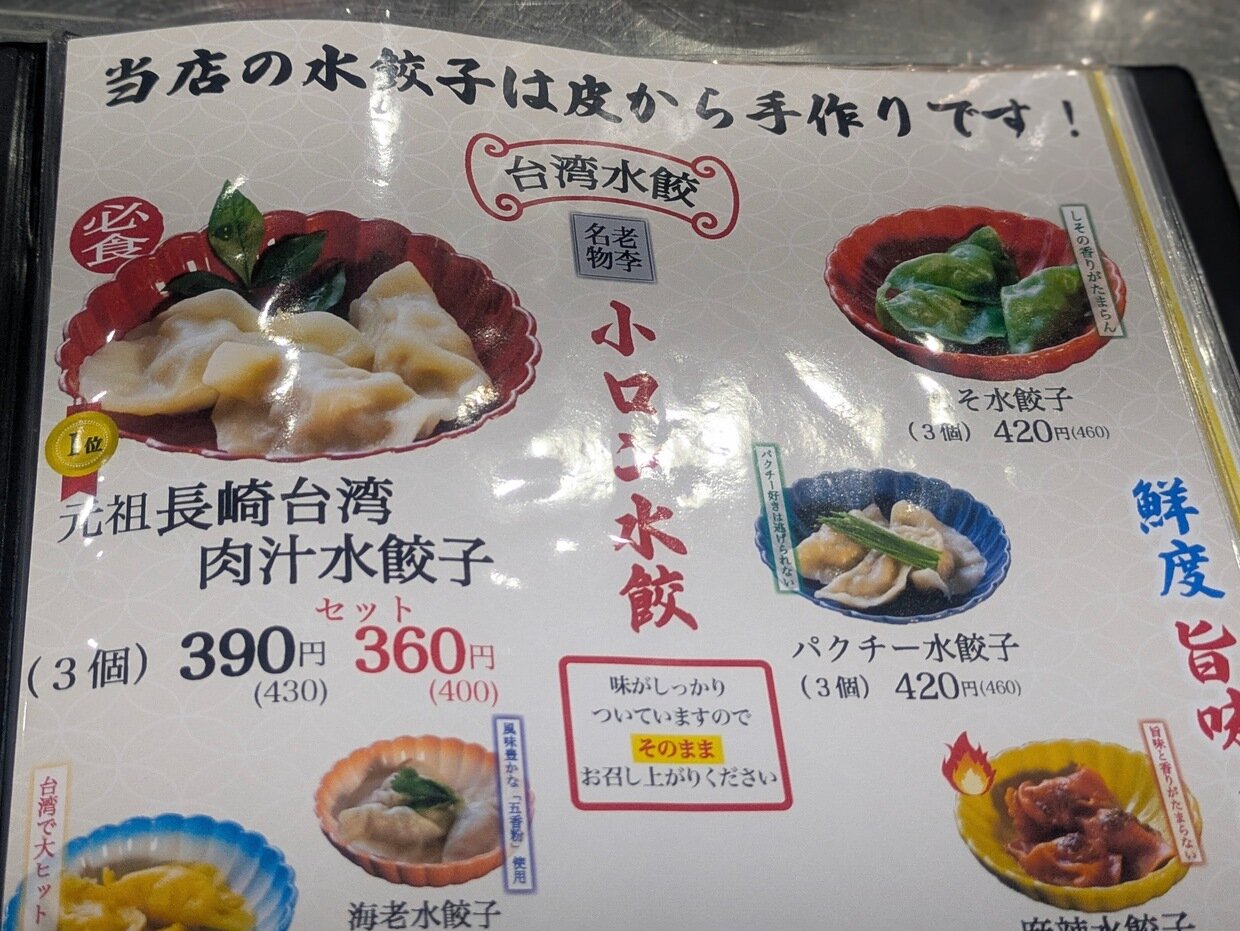 当店の水餃子は皮から手作りです！
台湾水餃
必食
老李
名物
小ロン水餃
1位
元祖長崎台湾
肉汁水餃子
セット
（3個） 390円 360円
(430) (400)
しその香りがたまらん
そ水餃子
（3個） 420円(460)
パクチー好きは逃げられない
パクチー水餃子
（3個） 420円(460)
鮮度
旨味
味がしっかり
ついていますので
そのまま
お召し上がりください
台湾で大ヒット
風味豊かな「五香粉」使用
海老水餃子
旨味と香りがたまらない
麻辣水餃子